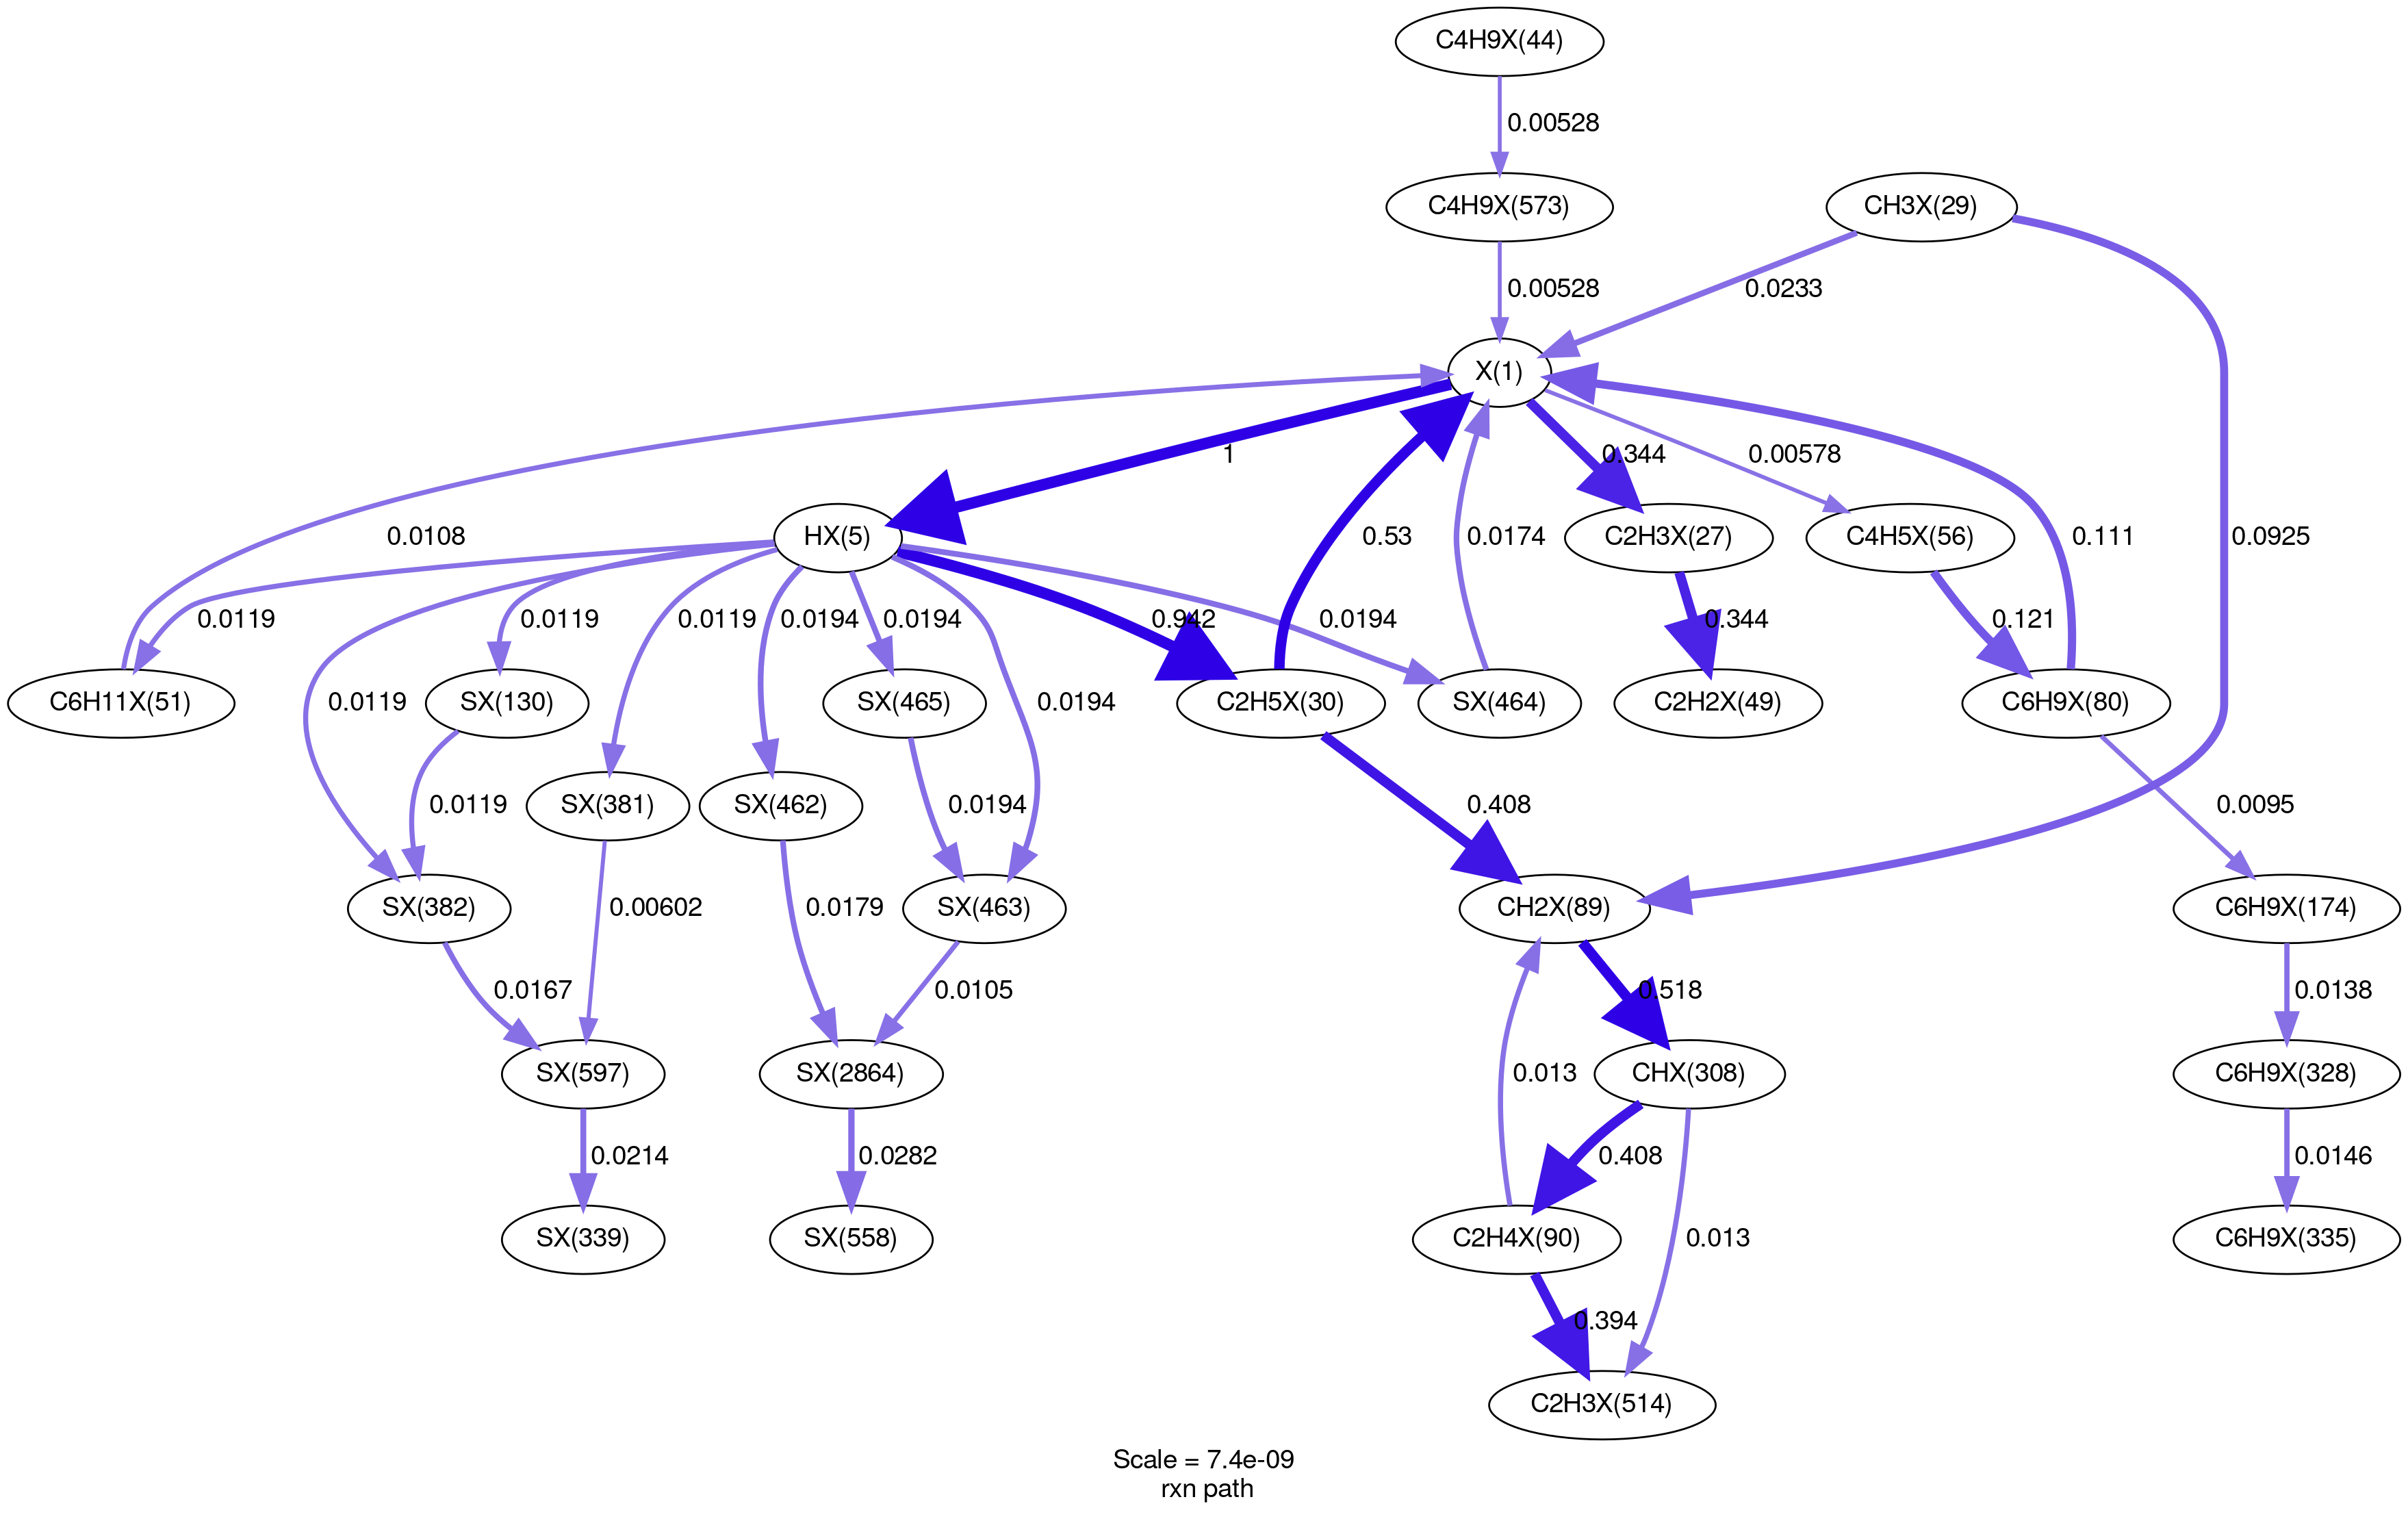 C4H9X(44)
0.00528
C4H9X(573)
CH3X(29)
0.00528
0.0233
X(1)
1
0.344
0.00578
0.0108
0.53
0.0174
0.111
0.0925
HX(5)
C2H3X(27)
C4H5X(56)
0.0119
0.0119
0.0119
0.0119
0.0194
0.0194
0.0194
0.942
0.0194
0.344
0.121
C6H11X(51)
SX(130)
SX(465)
C2H5X(30)
SX(464)
C2H2X(49)
C6H9X(80)
0.0119
SX(381)
SX(462)
0.0194
0.408
0.0095
SX(382)
0.00602
0.0179
SX(463)
CH2X(89)
C6H9X(174)
0.0167
0.0105
0.518
0.0138
SX(597)
SX(2864)
0.013
CHX(308)
C6H9X(328)
0.0214
0.0282
0.408
0.013
0.0146
SX(339)
SX(558)
C2H4X(90)
C6H9X(335)
0.394
C2H3X(514)
Scale = 7.4e-09
rxn path